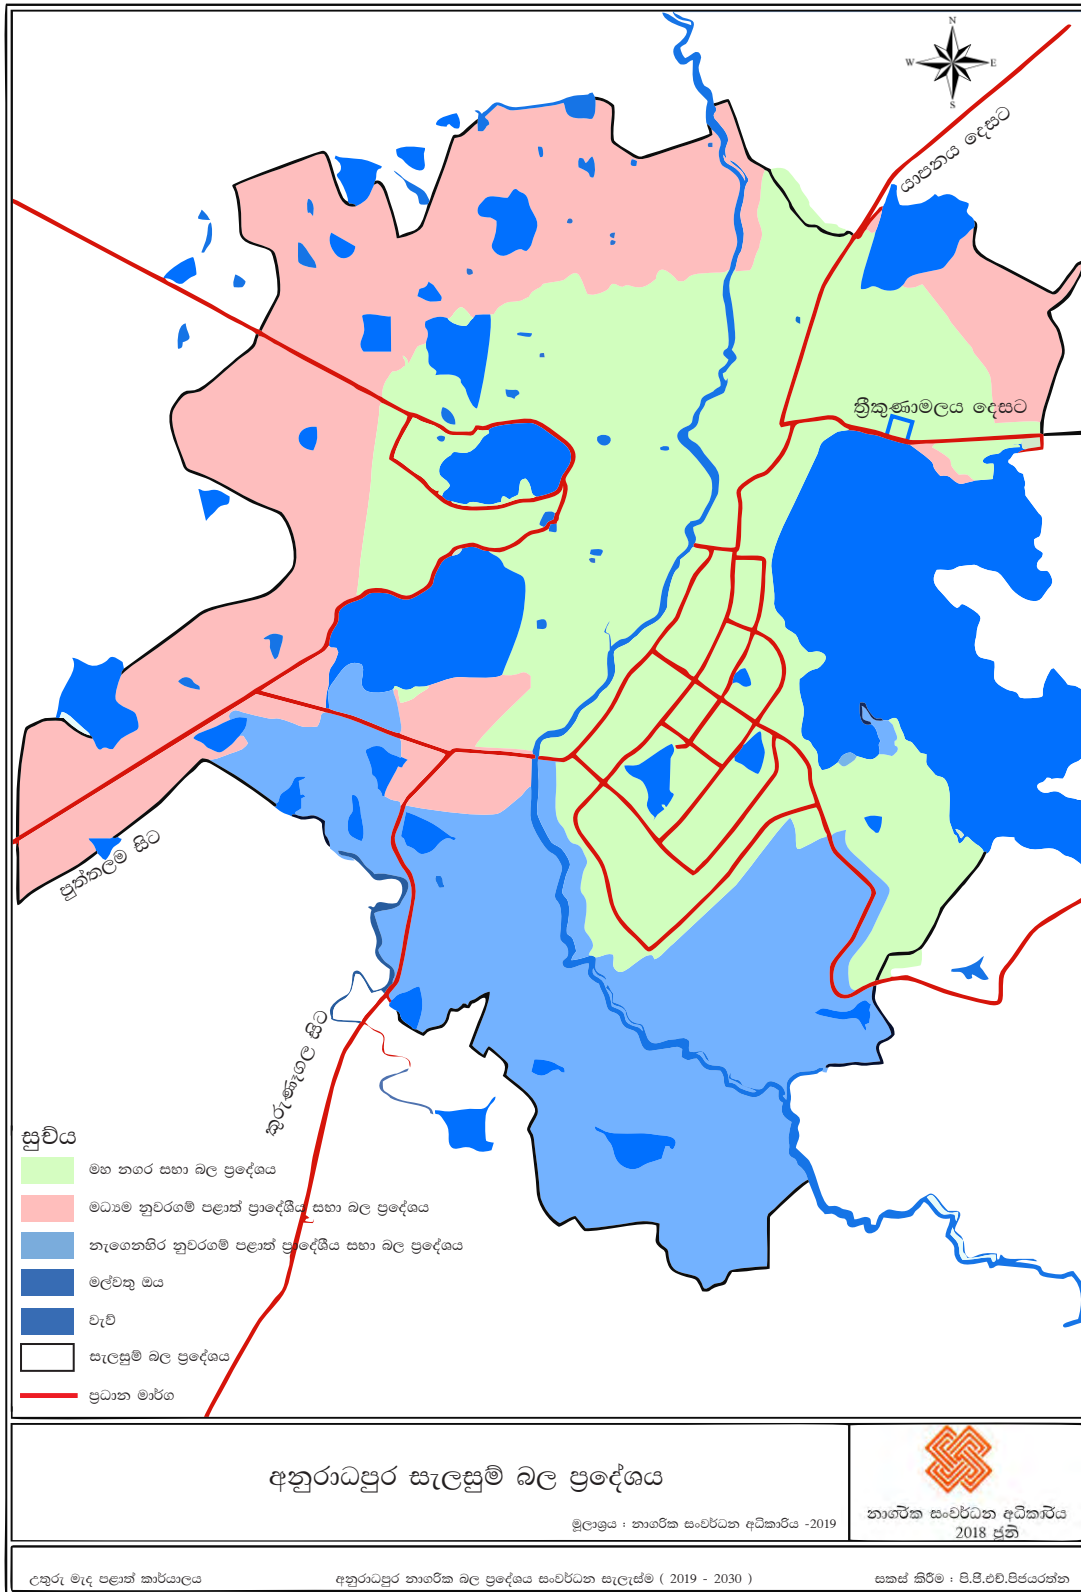 N
W E
S
යාපනය දෙසට
ත්‍රීකුණාමලය දෙසට
පුත්තලම සිට
කුරුණෑගල සිට
සූචිය
මහ නගර සභා බල ප්‍රදේශය
මධ්‍යම නුවරගම් පළාත් ප්‍රාදේශීය සභා බල ප්‍රදේශය
නැගෙනහිර නුවරගම් පළාත් ප්‍රාදේශීය සභා බල ප්‍රදේශය
මල්වතු ඔය
වැව්
සැලසුම් බල ප්‍රදේශය
ප්‍රධාන මාර්ග
අනුරාධපුර සැලසුම් බල ප්‍රදේශය
මූලාශ්‍රය : නාගරික සංවර්ධන අධිකාරිය -2019
නාගරික සංවර්ධන අධිකාරිය
2018 ජූනි
උතුරු මැද පළාත් කාර්යාලය
අනුරාධපුර නාගරික බල ප්‍රදේශය සංවර්ධන සැලැස්ම ( 2019 - 2030 )
සකස් කිරීම : පි.පී.එච්.පිජයරත්න